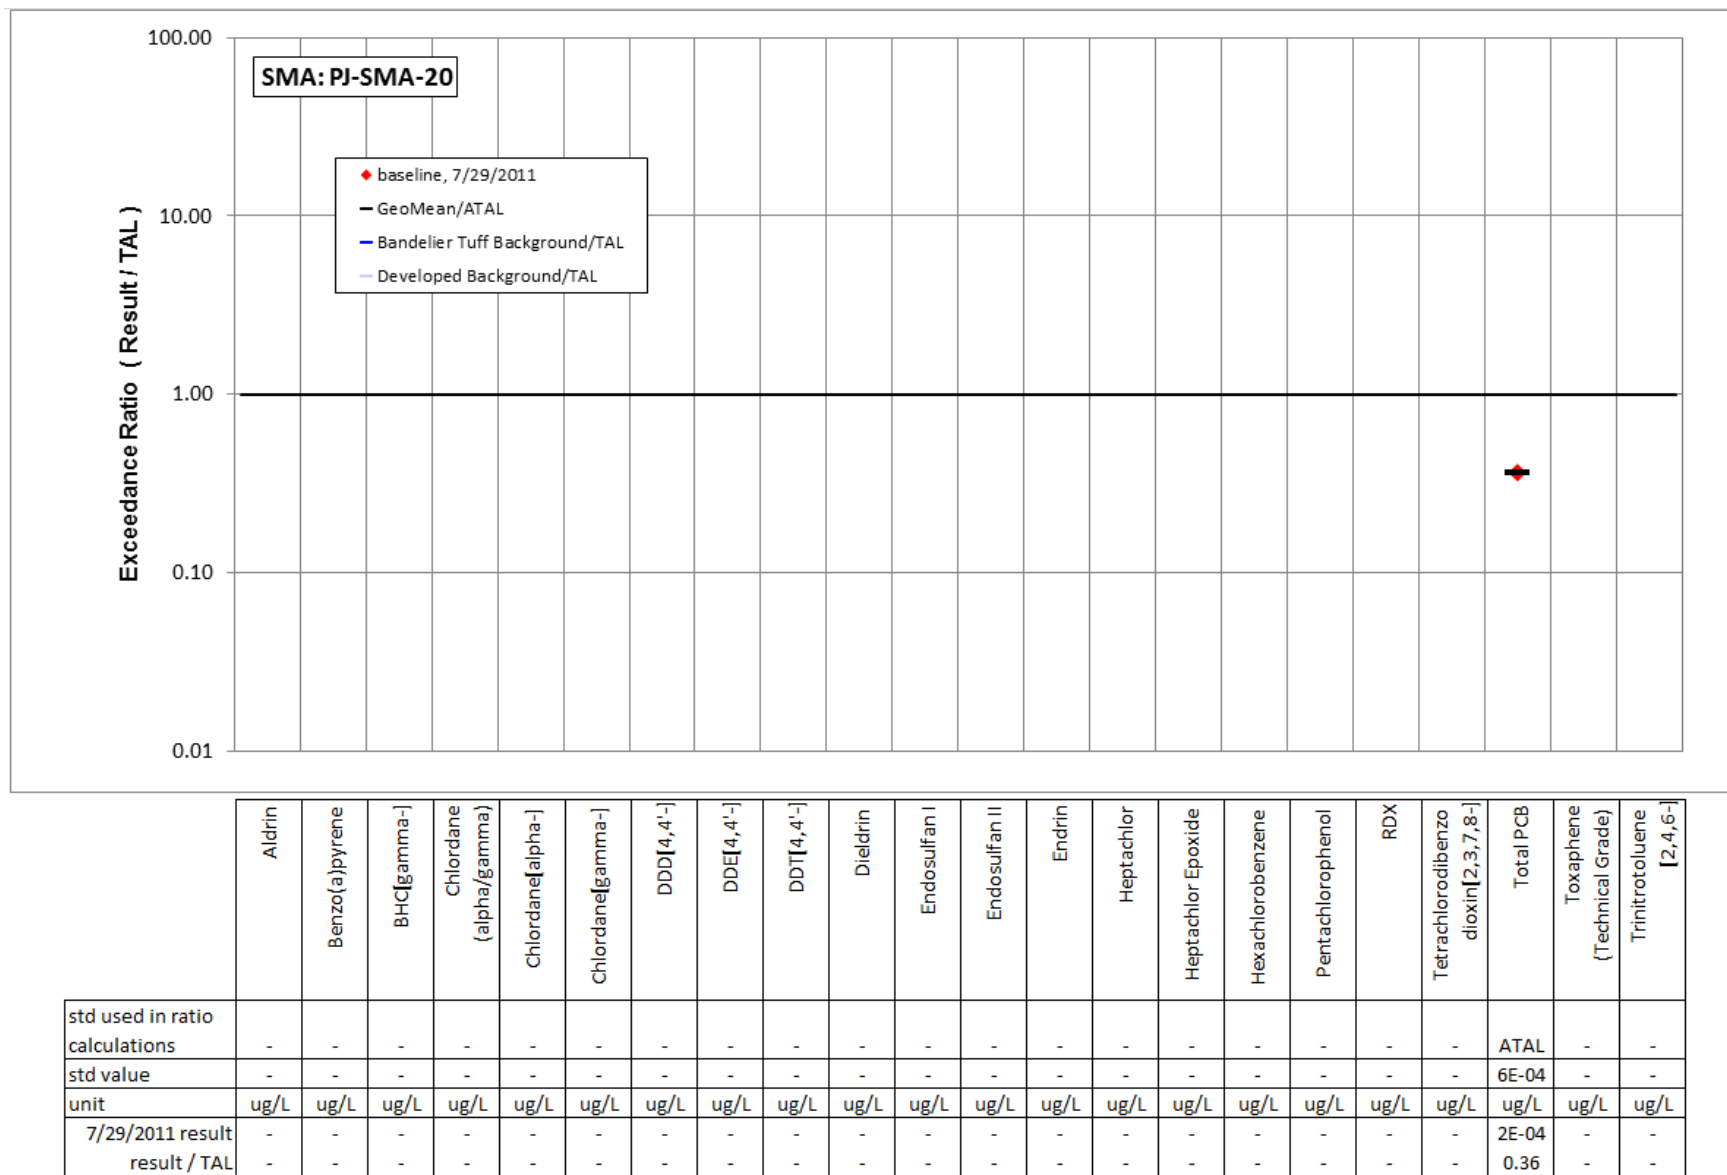 100.00
SMA: PJ-SMA-20
baseline, 7/29/2011
GeoMean/ATAL
Bandelier Tuff Background/TAL
Developed Background/TAL
10.00
1.00
0.10
0.01
Exceedance Ratio ( Result / TAL )
Aldrin
Benzo(a)pyrene
BHC[gamma-]
Chlordane
(alpha/gamma)
Chlordane[alpha-]
Chlordane[gamma-]
DDD[4,4'-]
DDE[4,4'-]
DDT[4,4'-]
Dieldrin
Endosulfan I
Endosulfan II
Endrin
Heptachlor
Heptachlor Epoxide
Hexachlorobenzene
Pentachlorophenol
RDX
Tetrachlorodibenzo
dioxin[2,3,7,8-]
Total PCB
Toxaphene
(Technical Grade)
Trinitrotoluene
[2,4,6-]
std used in ratio
calculations - - - - - - - - - - - - - - - - - - - ATAL - -
std value - - - - - - - - - - - - - - - - - - - 6E-04 - -
unit ug/L ug/L ug/L ug/L ug/L ug/L ug/L ug/L ug/L ug/L ug/L ug/L ug/L ug/L ug/L ug/L ug/L ug/L ug/L ug/L ug/L ug/L
7/29/2011 result - - - - - - - - - - - - - - - - - - - 2E-04 - -
result / TAL - - - - - - - - - - - - - - - - - - - 0.36 - -